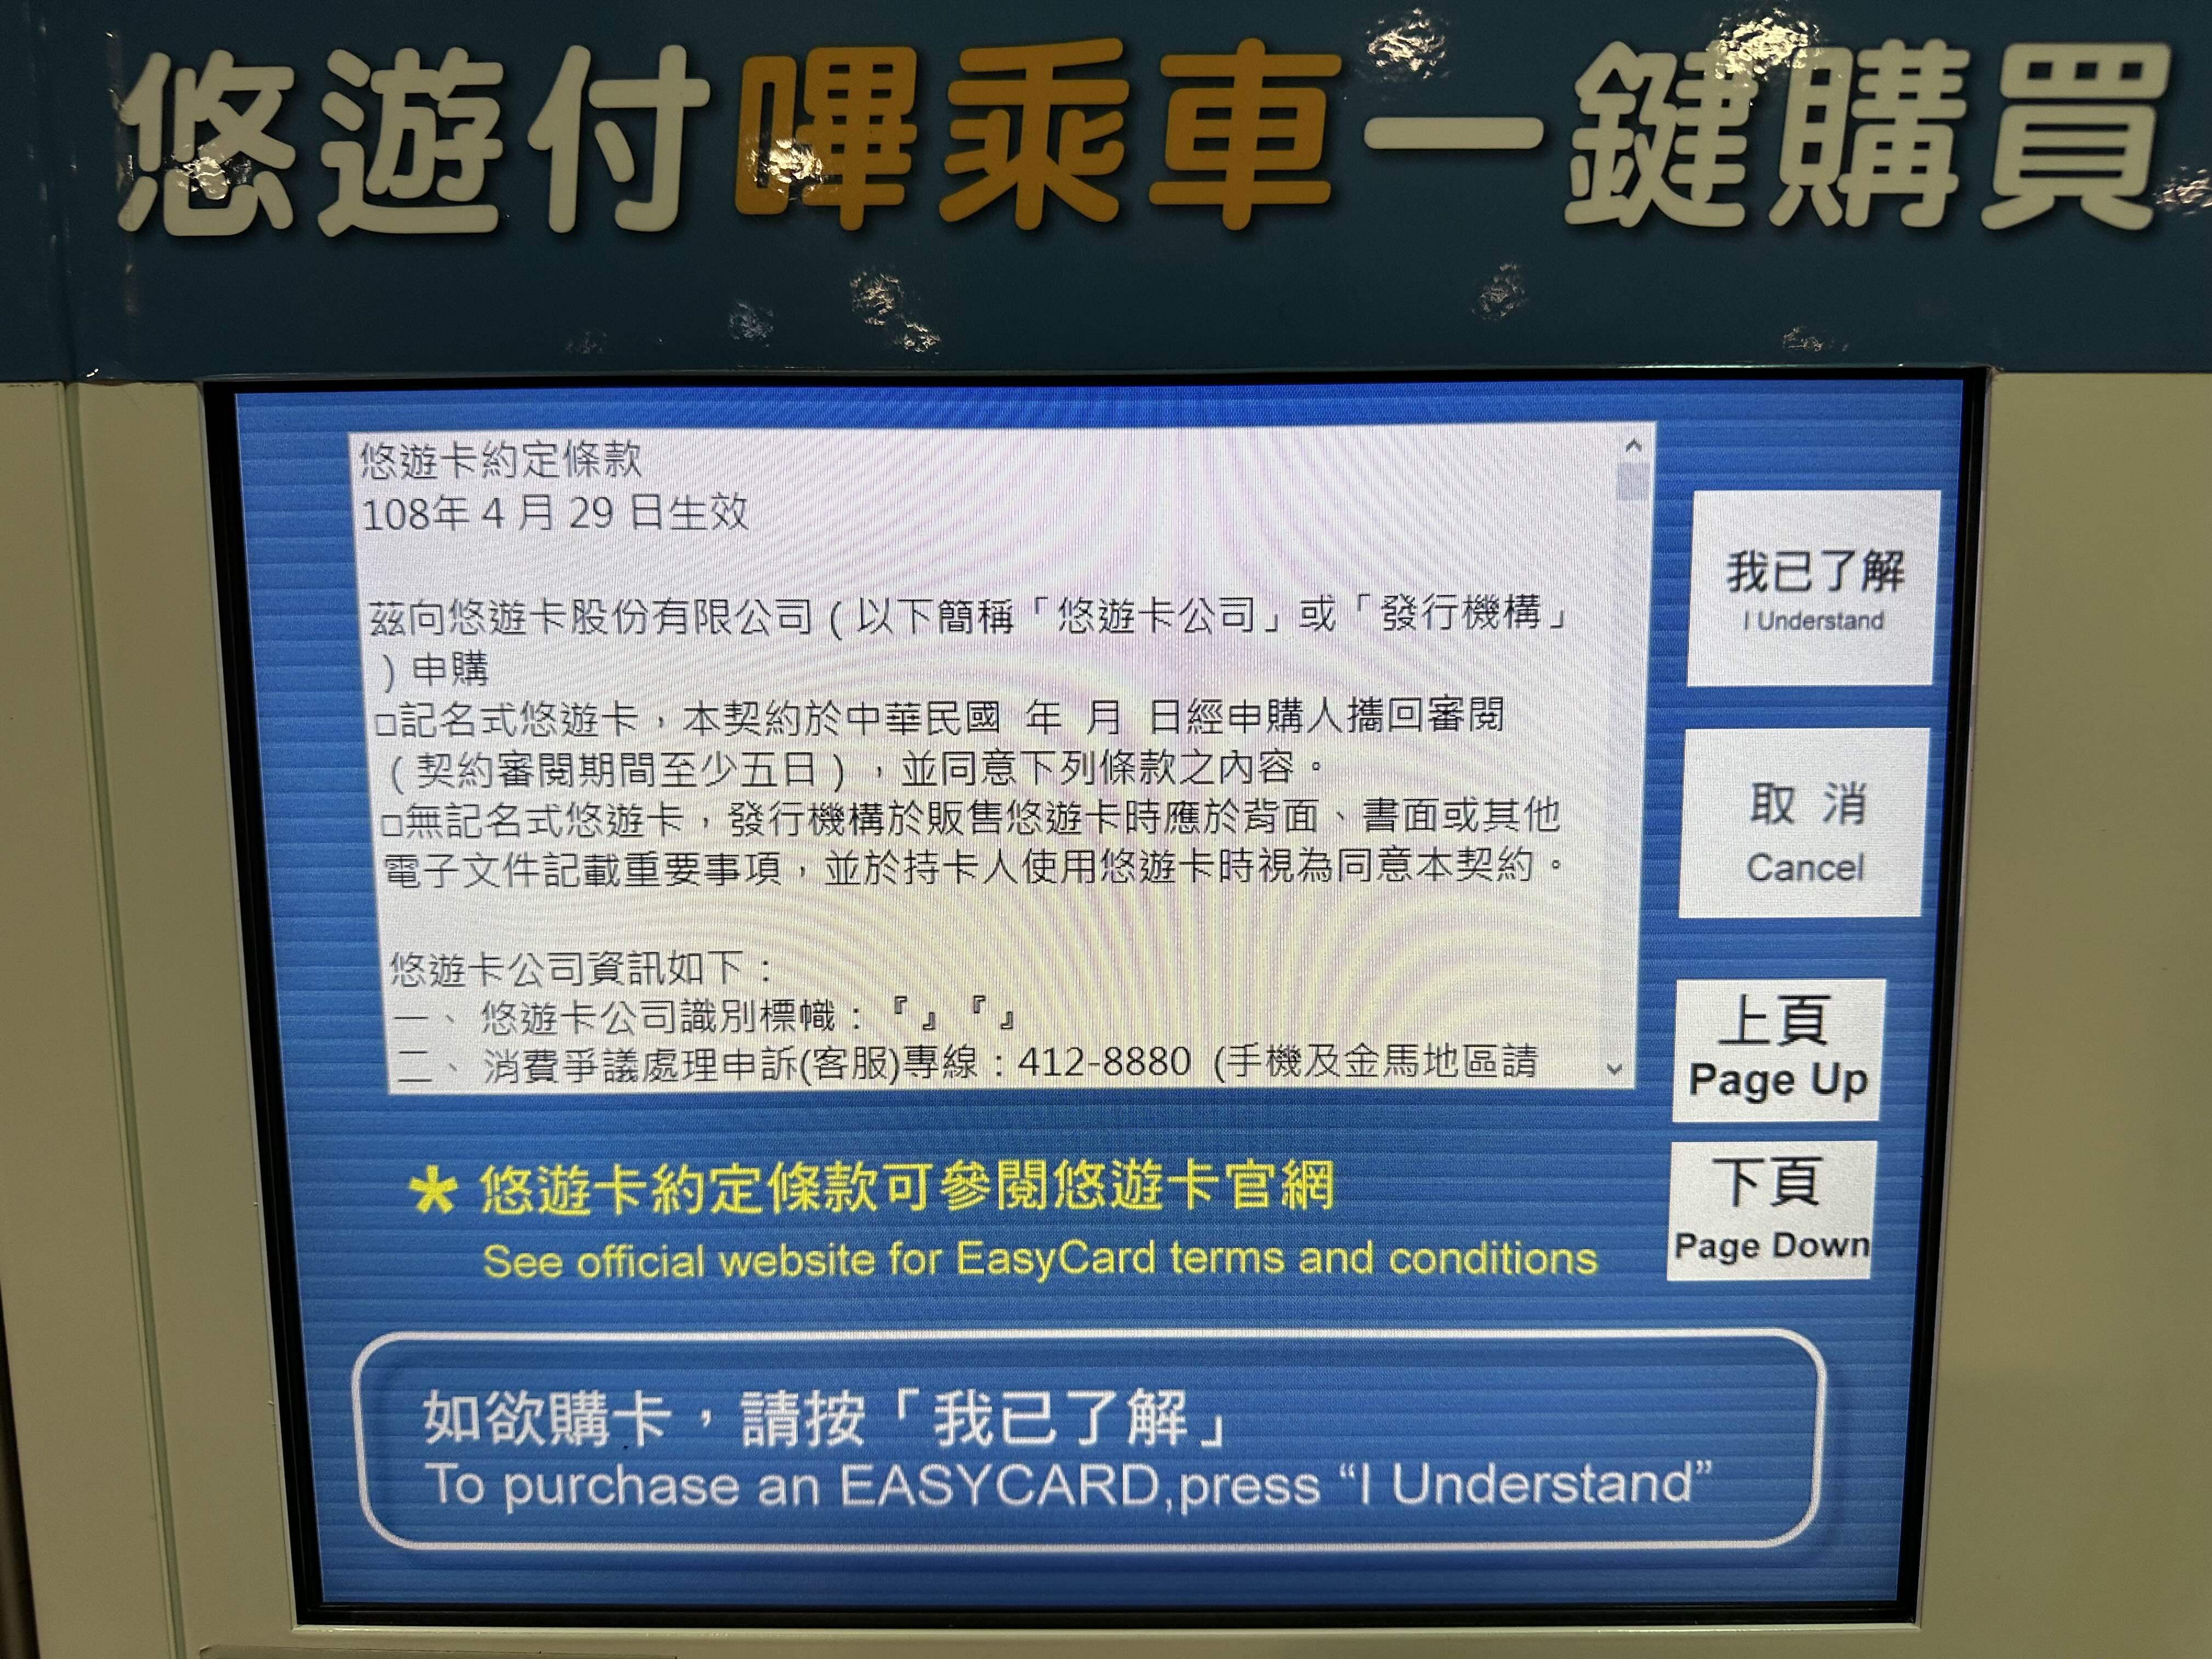 悠遊付嗶乘車一鍵購買
悠遊卡約定條款
108年 4 月 29 日生效
茲向悠遊卡股份有限公司（以下簡稱「悠遊卡公司」或「發行機構」
）申購
□記名式悠遊卡，本契約於中華民國 年 月 日經申購人攜回審閱
（契約審閱期間至少五日），並同意下列條款之內容。
□無記名式悠遊卡，發行機構於販售悠遊卡時應於背面、書面或其他
電子文件記載重要事項，並於持卡人使用悠遊卡時視為同意本契約。
悠遊卡公司資訊如下：
一、 悠遊卡公司識別標幟：『』『』
二、 消費爭議處理申訴(客服)專線：412-8880 (手機及金馬地區請
我已了解
I Understand
取 消
Cancel
上頁
Page Up
下頁
Page Down
* 悠遊卡約定條款可參閱悠遊卡官網
See official website for EasyCard terms and conditions
如欲購卡，請按「我已了解」
To purchase an EASYCARD,press “I Understand”